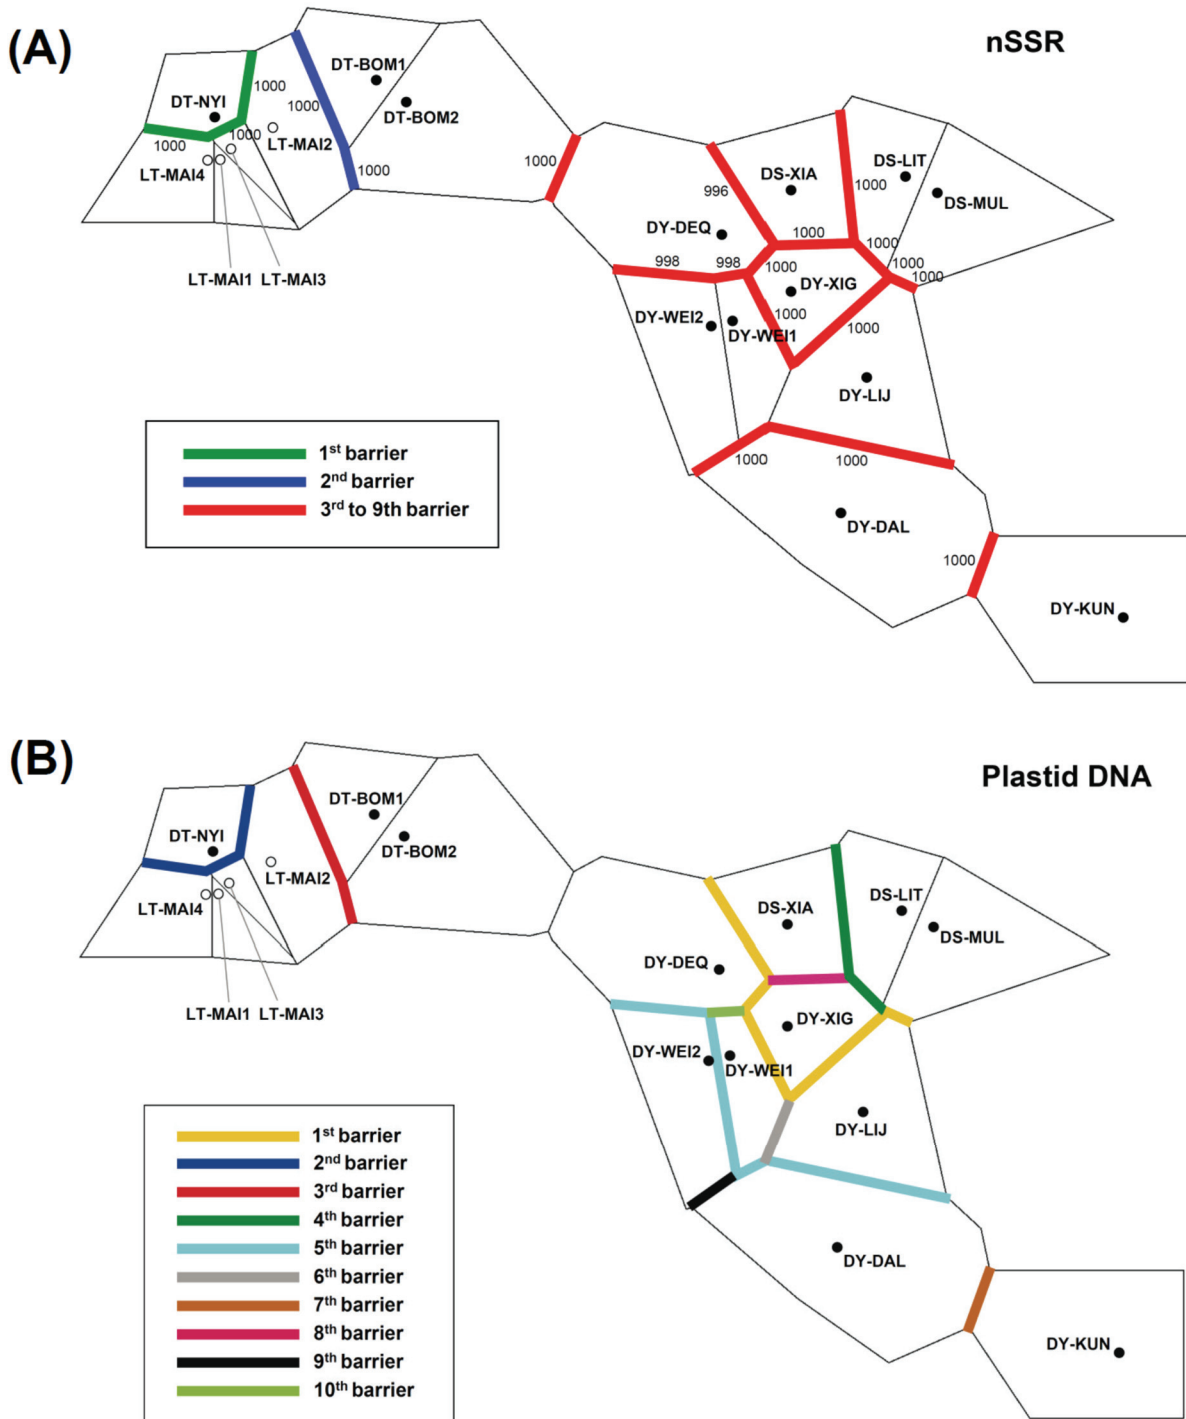 (A)
nSSR
DT-BOM1
1000
DT-NYI
1000
DT-BOM2
1000
LT-MAI2
1000
LT-MAI4
1000
1000
LT-MAI1 LT-MAI3
DS-LIT
DS-XIA
1000
996
DS-MUL
DY-DEQ
1000
1000
998
998
1000
1000
1000
DY-XIG
DY-WEI2
1000
DY-WEI1
1000
DY-LIJ
1000
1000
DY-DAL
1000
DY-KUN
1st barrier
2nd barrier
3rd to 9th barrier
(B)
Plastid DNA
DT-BOM1
DT-NYI
DT-BOM2
LT-MAI2
LT-MAI4
LT-MAI1 LT-MAI3
DS-LIT
DS-XIA
DS-MUL
DY-DEQ
DY-XIG
DY-WEI2
DY-WEI1
DY-LIJ
DY-DAL
DY-KUN
1st barrier
2nd barrier
3rd barrier
4th barrier
5th barrier
6th barrier
7th barrier
8th barrier
9th barrier
10th barrier